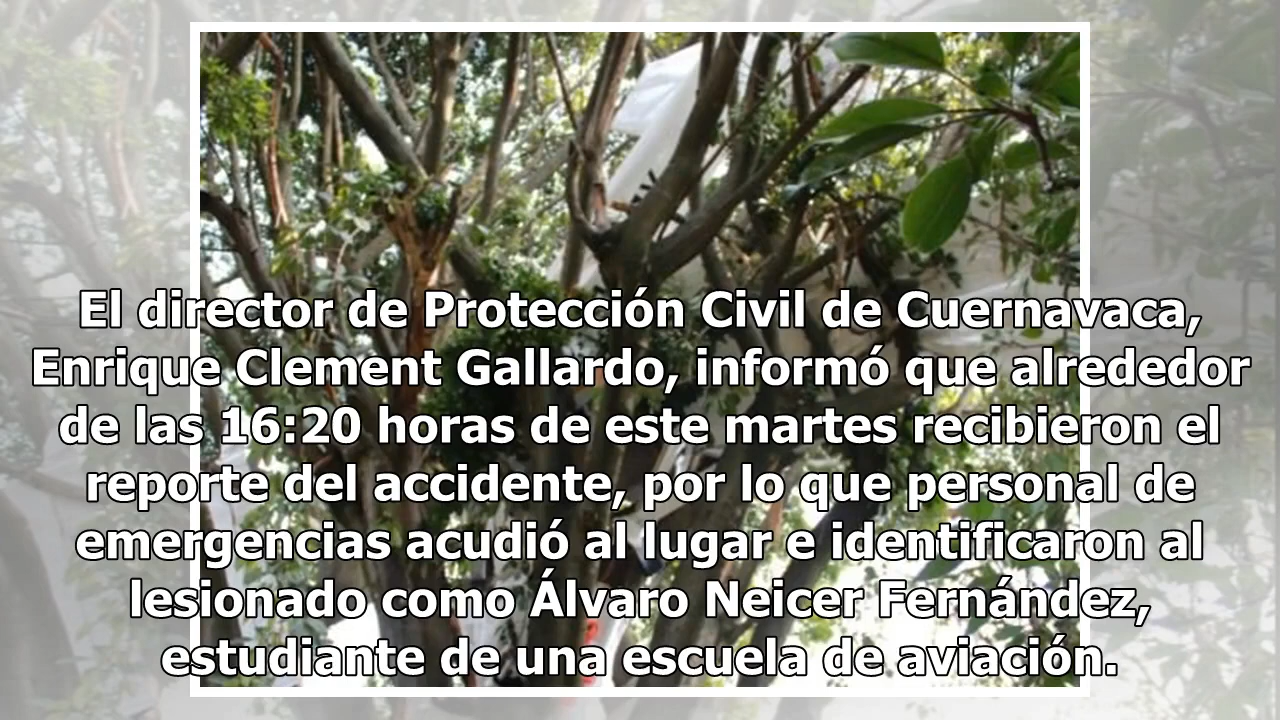 El director de Protección Civil de Cuernavaca,
Enrique Clement Gallardo, informó que alrededor
de las 16:20 horas de este martes recibieron el
reporte del accidente, por lo que personal de
emergencias acudió al lugar e identificaron al
lesionado como Álvaro Neicer Fernández,
estudiante de una escuela de aviación.